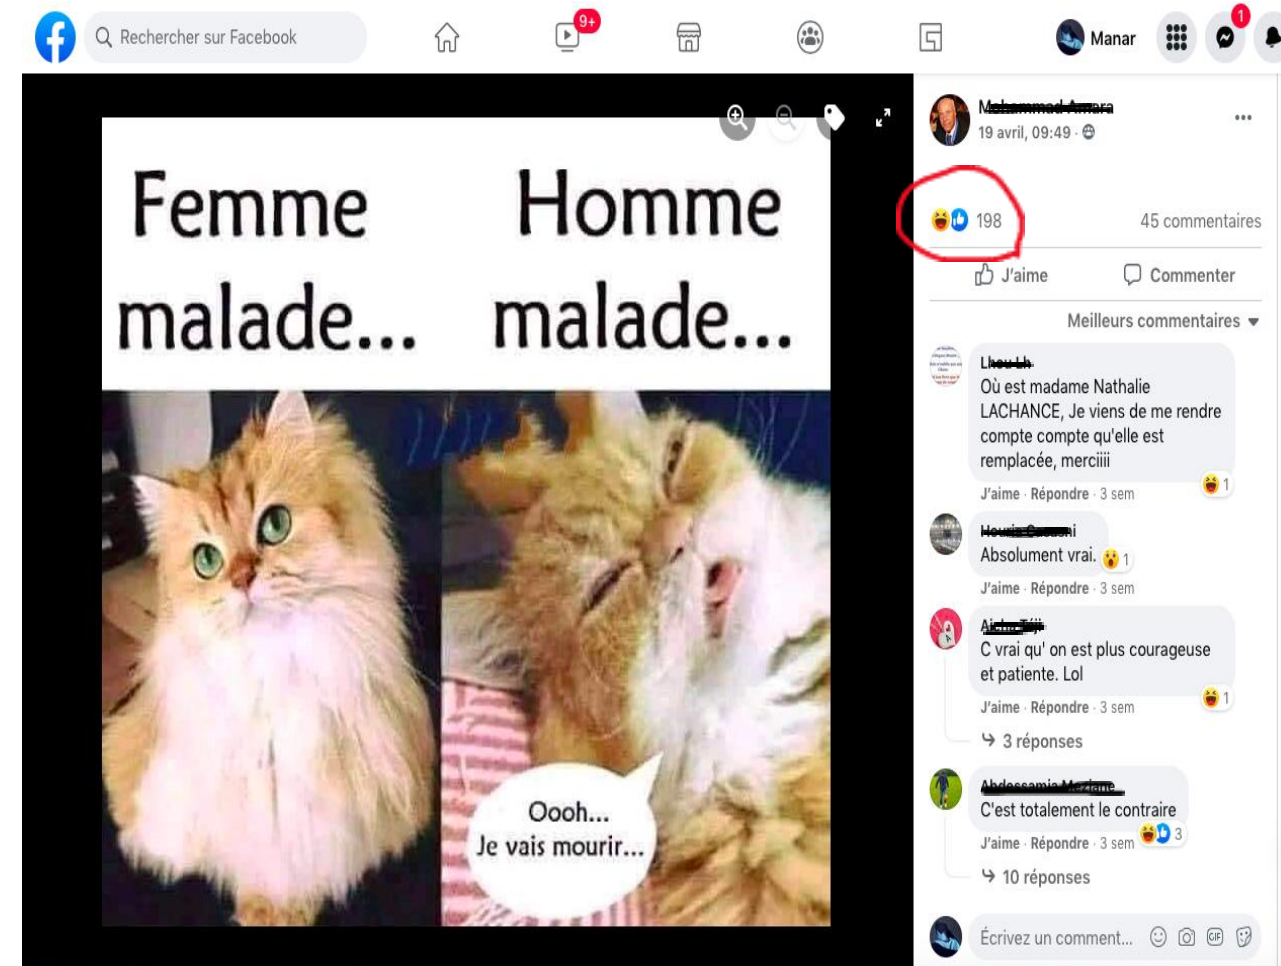 Rechercher sur Facebook
9+
Manar
1
Femme
malade...
Homme
malade...
Oooh...
Je vais mourir...
19 avril, 09:49 ·
198
45 commentaires
J'aime
Commenter
Meilleurs commentaires
Où est madame Nathalie
LACHANCE, Je viens de me rendre
compte compte qu'elle est
remplacée, merciiii
1
J'aime · Répondre · 3 sem
Absolument vrai.
1
J'aime · Répondre · 3 sem
C vrai qu' on est plus courageuse
et patiente. Lol
1
J'aime · Répondre · 3 sem
3 réponses
C'est totalement le contraire
3
J'aime · Répondre · 3 sem
10 réponses
Écrivez un comment...
GIF